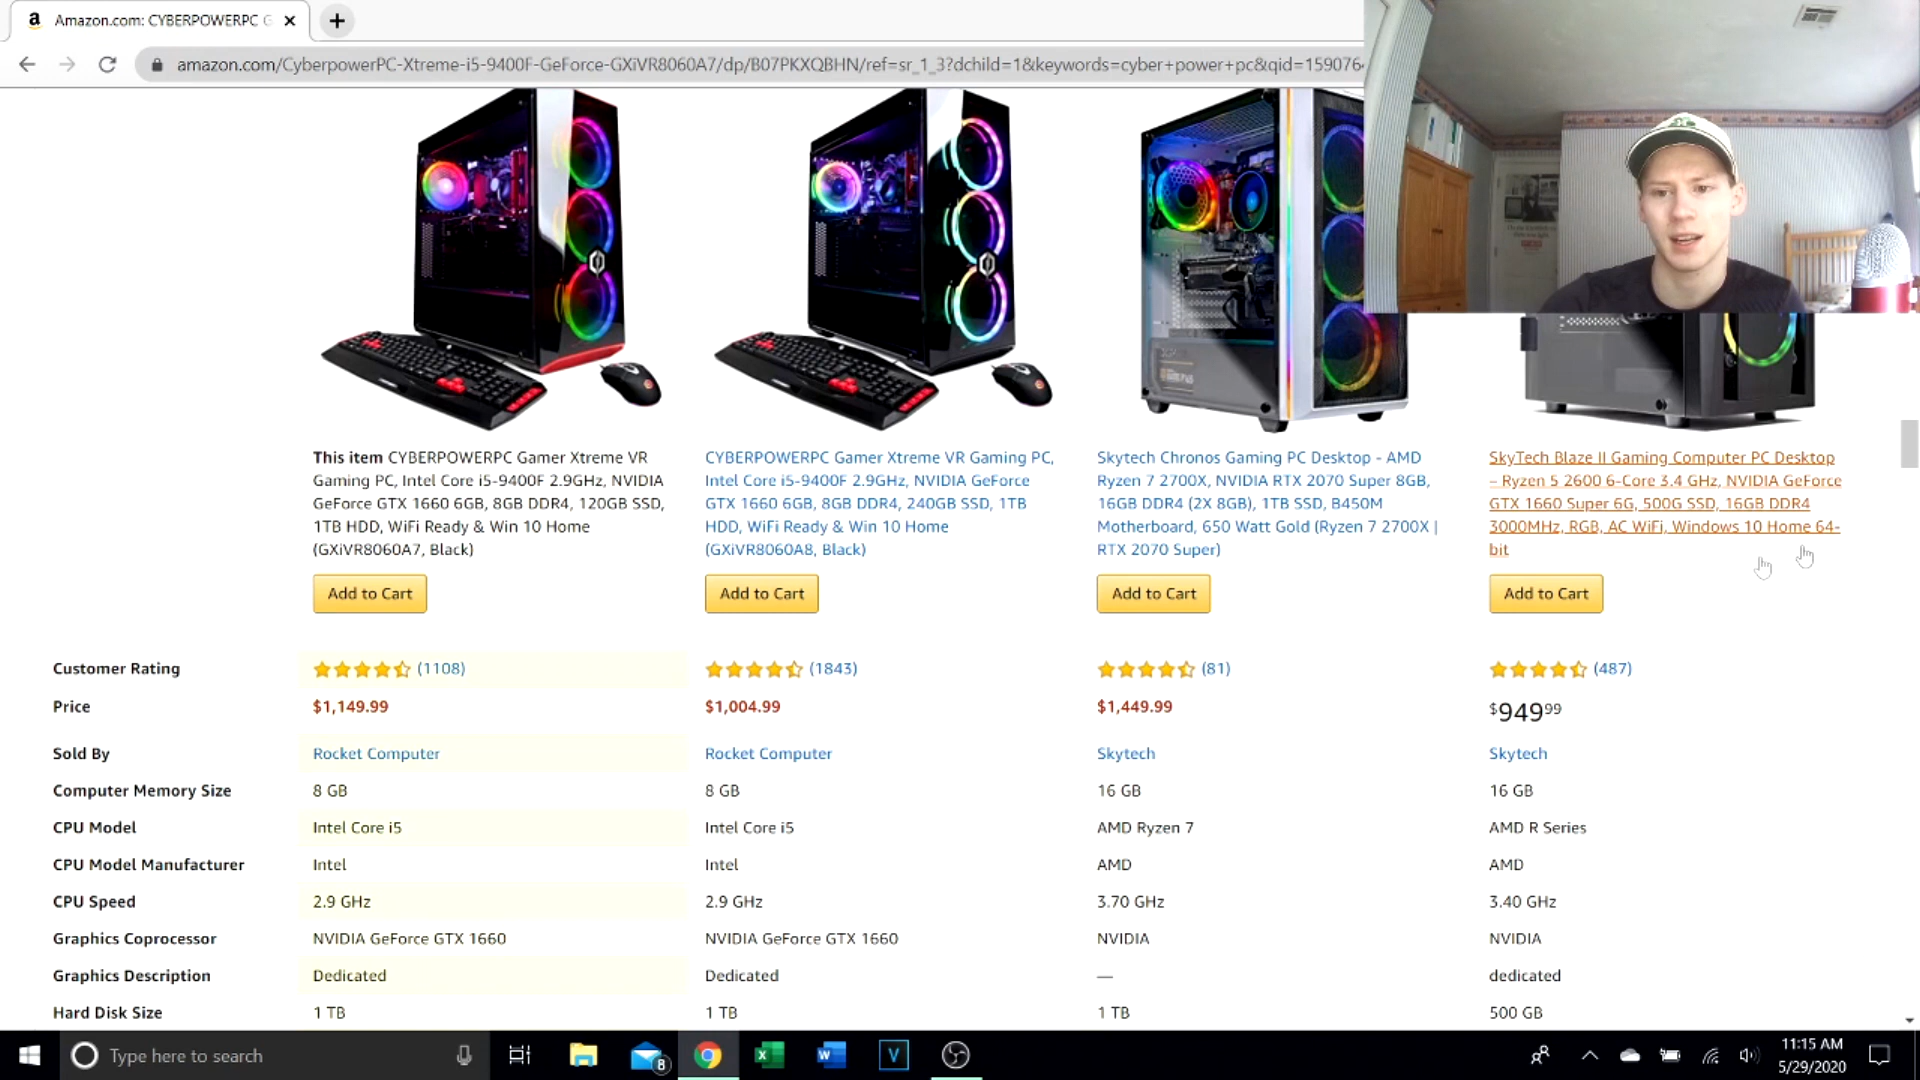 Amazon.com: CYBERPOWERPC G
amazon.com/CyberpowerPC-Xtreme-i5-9400F-GeForce-GXiVR8060A7/dp/B07PKXQBHN/ref=sr_1_3?dchild=1&keywords=cyber+power+pc&qid=159076
This item CYBERPOWERPC Gamer Xtreme VR
Gaming PC, Intel Core i5-9400F 2.9GHz, NVIDIA
GeForce GTX 1660 6GB, 8GB DDR4, 120GB SSD,
1TB HDD, WiFi Ready & Win 10 Home
(GXiVR8060A7, Black)
Add to Cart
CYBERPOWERPC Gamer Xtreme VR Gaming PC,
Intel Core i5-9400F 2.9GHz, NVIDIA GeForce
GTX 1660 6GB, 8GB DDR4, 240GB SSD, 1TB
HDD, WiFi Ready & Win 10 Home
(GXiVR8060A8, Black)
Add to Cart
Skytech Chronos Gaming PC Desktop - AMD
Ryzen 7 2700X, NVIDIA RTX 2070 Super 8GB,
16GB DDR4 (2X 8GB), 1TB SSD, B450M
Motherboard, 650 Watt Gold (Ryzen 7 2700X |
RTX 2070 Super)
Add to Cart
SkyTech Blaze II Gaming Computer PC Desktop
– Ryzen 5 2600 6-Core 3.4 GHz, NVIDIA GeForce
GTX 1660 Super 6G, 500G SSD, 16GB DDR4
3000MHz, RGB, AC WiFi, Windows 10 Home 64-
bit
Add to Cart
Customer Rating (1108) (1843) (81) (487)
Price $1,149.99 $1,004.99 $1,449.99 $949.99
Sold By Rocket Computer Rocket Computer Skytech Skytech
Computer Memory Size 8 GB 8 GB 16 GB 16 GB
CPU Model Intel Core i5 Intel Core i5 AMD Ryzen 7 AMD R Series
CPU Model Manufacturer Intel Intel AMD AMD
CPU Speed 2.9 GHz 2.9 GHz 3.70 GHz 3.40 GHz
Graphics Coprocessor NVIDIA GeForce GTX 1660 NVIDIA GeForce GTX 1660 NVIDIA NVIDIA
Graphics Description Dedicated Dedicated — dedicated
Hard Disk Size 1 TB 1 TB 1 TB 500 GB
Type here to search
8
11:15 AM
5/29/2020